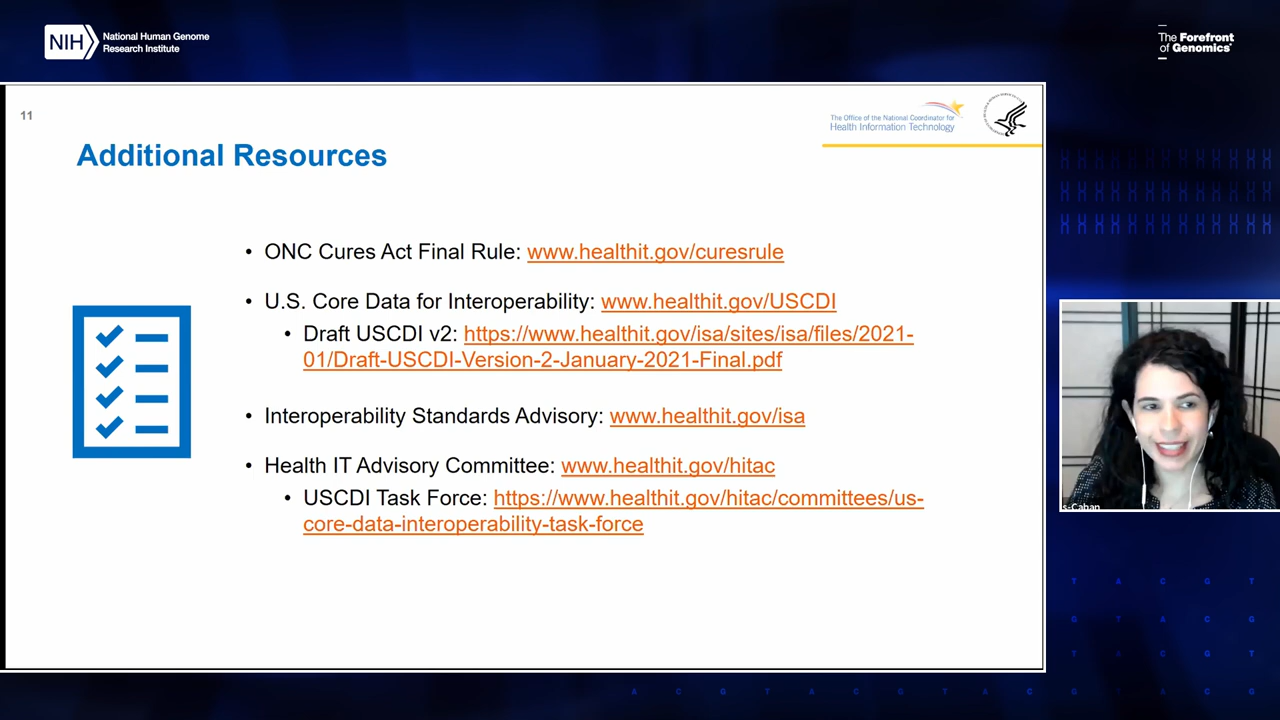 NIH
National Human Genome
Research Institute
The Forefront
of Genomics®
11
The Office of the National Coordinator for
Health Information Technology
Additional Resources
• ONC Cures Act Final Rule: www.healthit.gov/curesrule
• U.S. Core Data for Interoperability: www.healthit.gov/USCDI
• Draft USCDI v2: https://www.healthit.gov/isa/sites/isa/files/2021-
01/Draft-USCDI-Version-2-January-2021-Final.pdf
• Interoperability Standards Advisory: www.healthit.gov/isa
• Health IT Advisory Committee: www.healthit.gov/hitac
• USCDI Task Force: https://www.healthit.gov/hitac/committees/us-
core-data-interoperability-task-force
s-Cahan
T A C G T
G T A C G
T A C G T
A C G T A C G T A C G T A C G